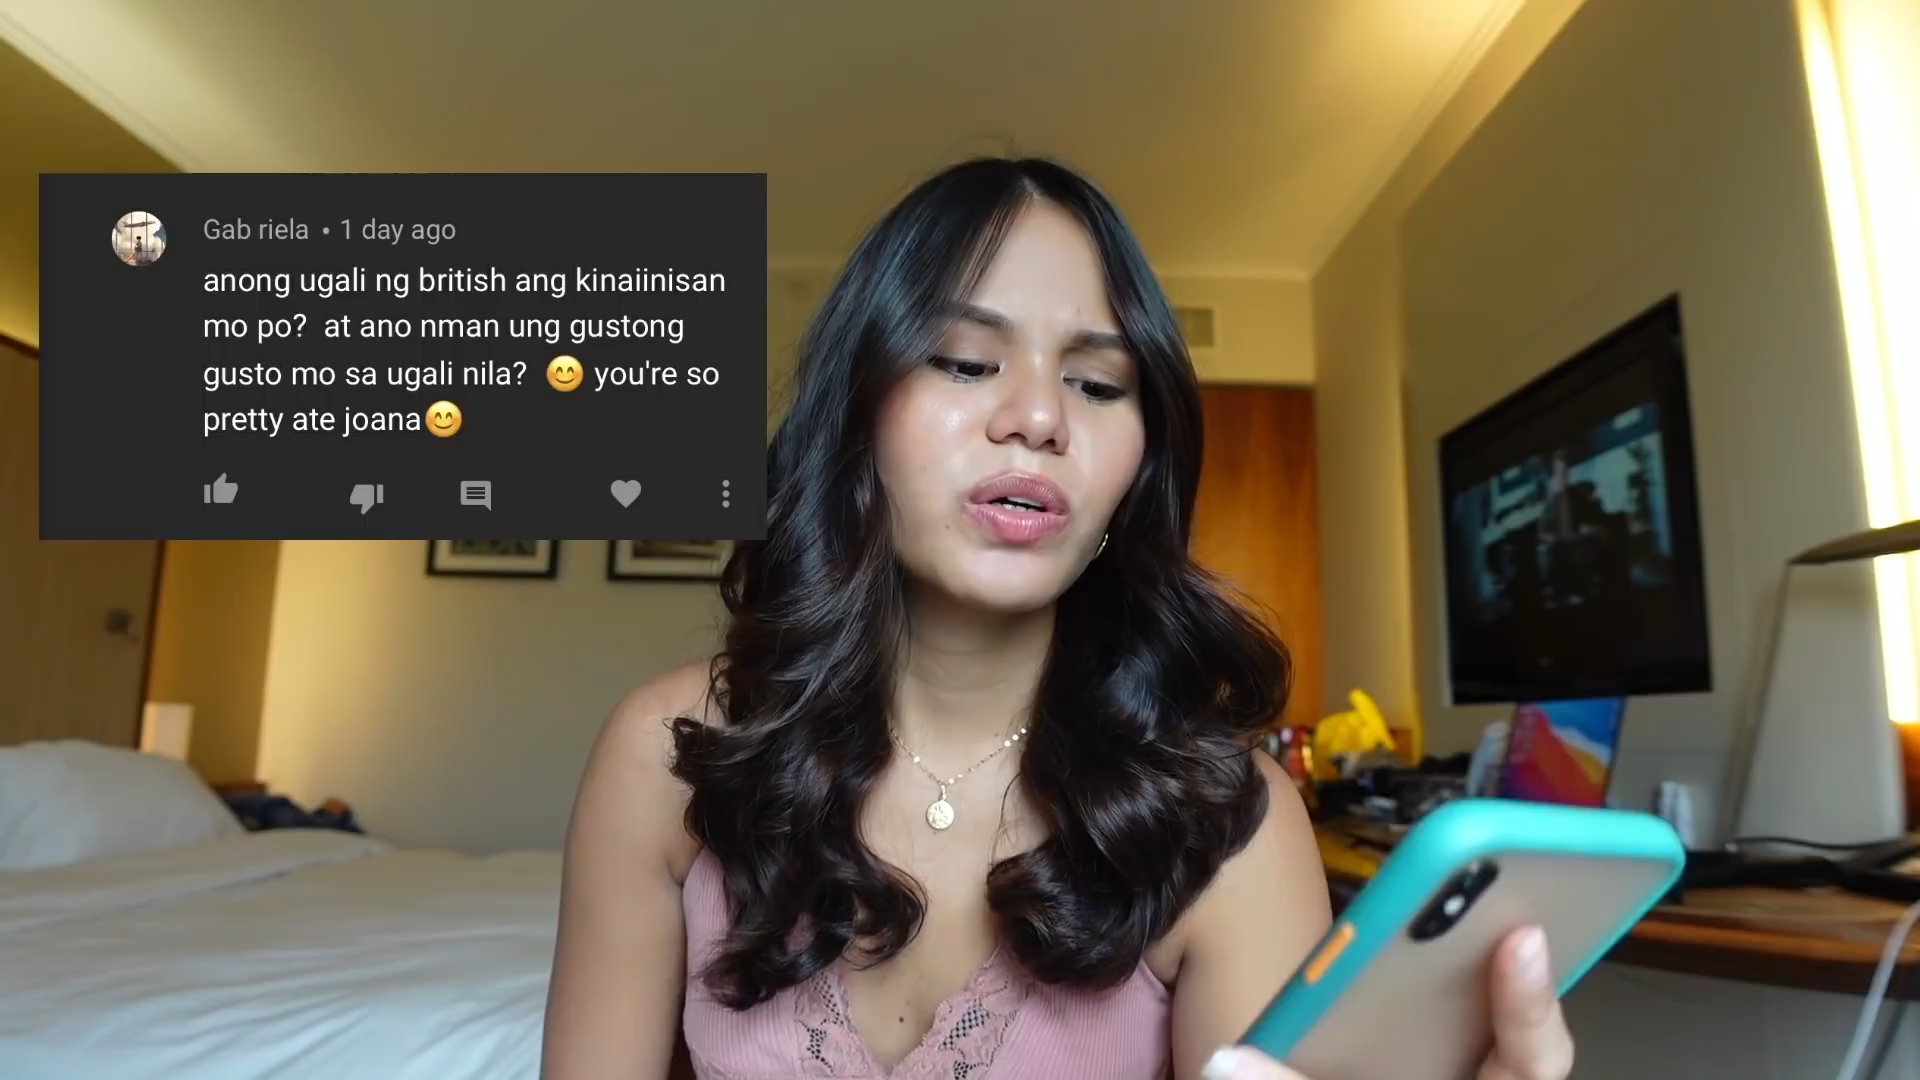 Gab riela • 1 day ago
anong ugali ng british ang kinaiinisan
mo po? at ano nman ung gustong
gusto mo sa ugali nila? 😊 you're so
pretty ate joana😊